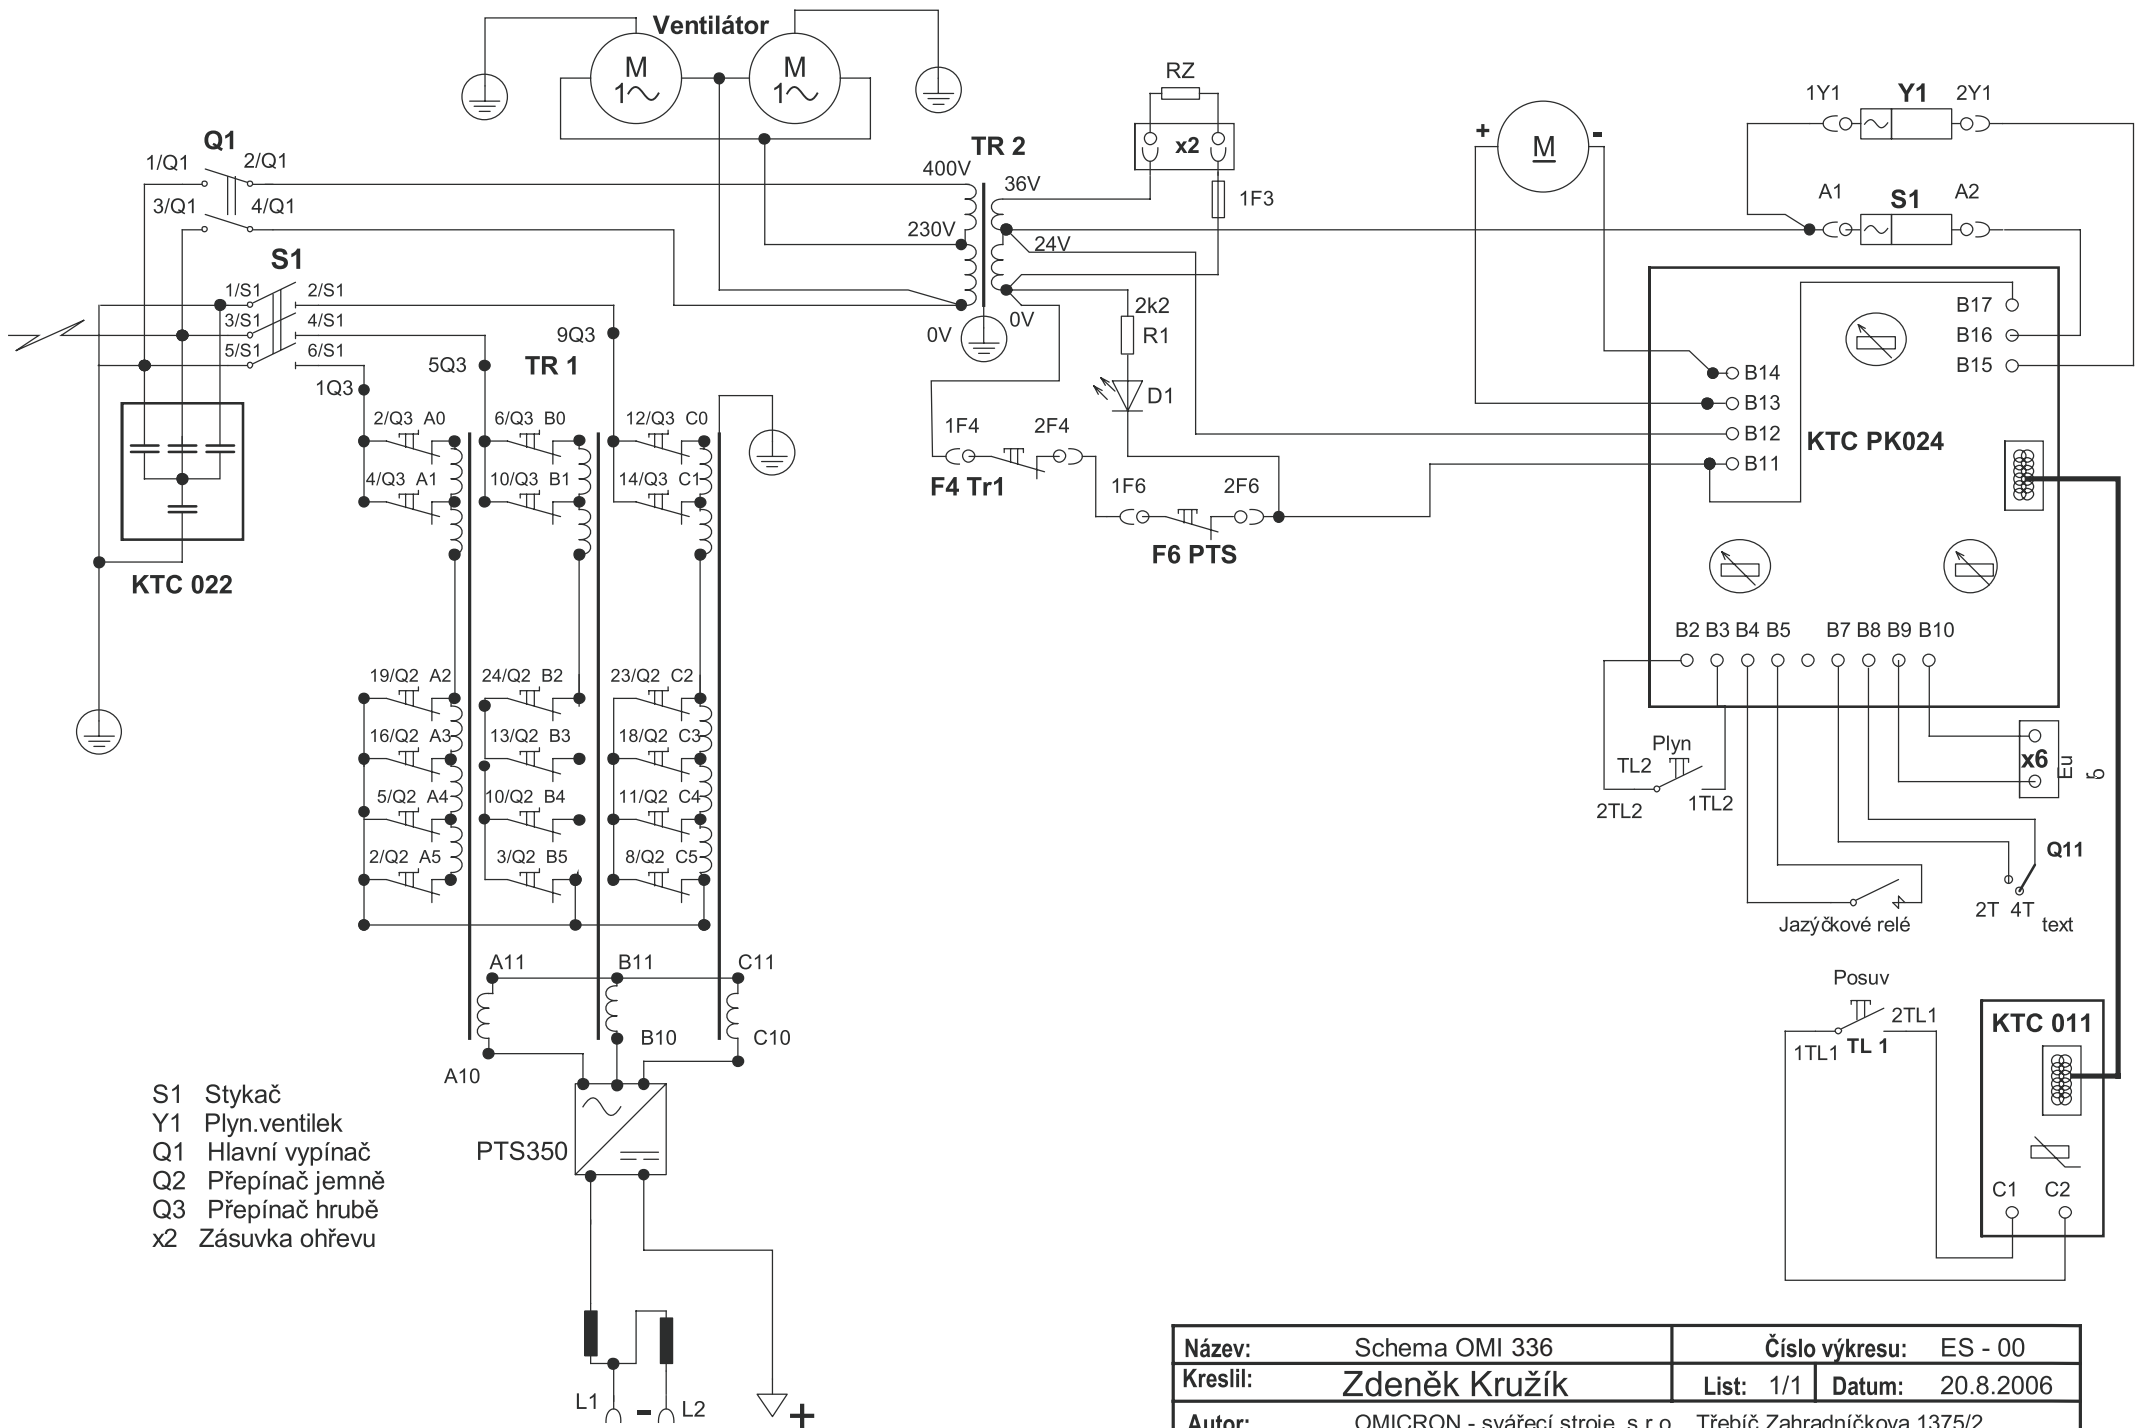 Ventilátor
M
1
M
1
RZ
x2
1F3
Q1
1/Q1 2/Q1
3/Q1 4/Q1
S1
1/S1 2/S1
3/S1 4/S1
5/S1 6/S1
TR 2
400V
36V
230V
24V
0V
0V
2k2
R1
D1
+ M -
1Y1 Y1 2Y1
A1 S1 A2
9Q3
5Q3
TR 1
1Q3
2/Q3 A0
6/Q3 B0
12/Q3 C0
4/Q3 A1
10/Q3 B1
14/Q3 C1
KTC 022
1F4 2F4
F4 Tr1
1F6 2F6
F6 PTS
B17
B16
B15
B14
B13
B12
B11
KTC PK024
B2 B3 B4 B5 B7 B8 B9 B10
19/Q2 A2
24/Q2 B2
23/Q2 C2
16/Q2 A3
13/Q2 B3
18/Q2 C3
5/Q2 A4
10/Q2 B4
11/Q2 C4
2/Q2 A5
3/Q2 B5
8/Q2 C5
Plyn
TL2
2TL2 1TL2
x6
Eu
g
Q11
2T 4T
text
Jazýčkové relé
A11 B11 C11
A10 B10 C10
PTS350
Posuv
2TL1
1TL1 TL 1
KTC 011
C1 C2
S1 Stykač
Y1 Plyn.ventilek
Q1 Hlavní vypínač
Q2 Přepínač jemně
Q3 Přepínač hrubě
x2 Zásuvka ohřevu
L1 - L2 +
Název: Schema OMI 336 Číslo výkresu: ES - 00
Kreslil: Zdeněk Kružík List: 1/1 Datum: 20.8.2006
Autor: OMICRON - svářecí stroje, s.r.o. Třebíč Zahradníčkova 1375/2